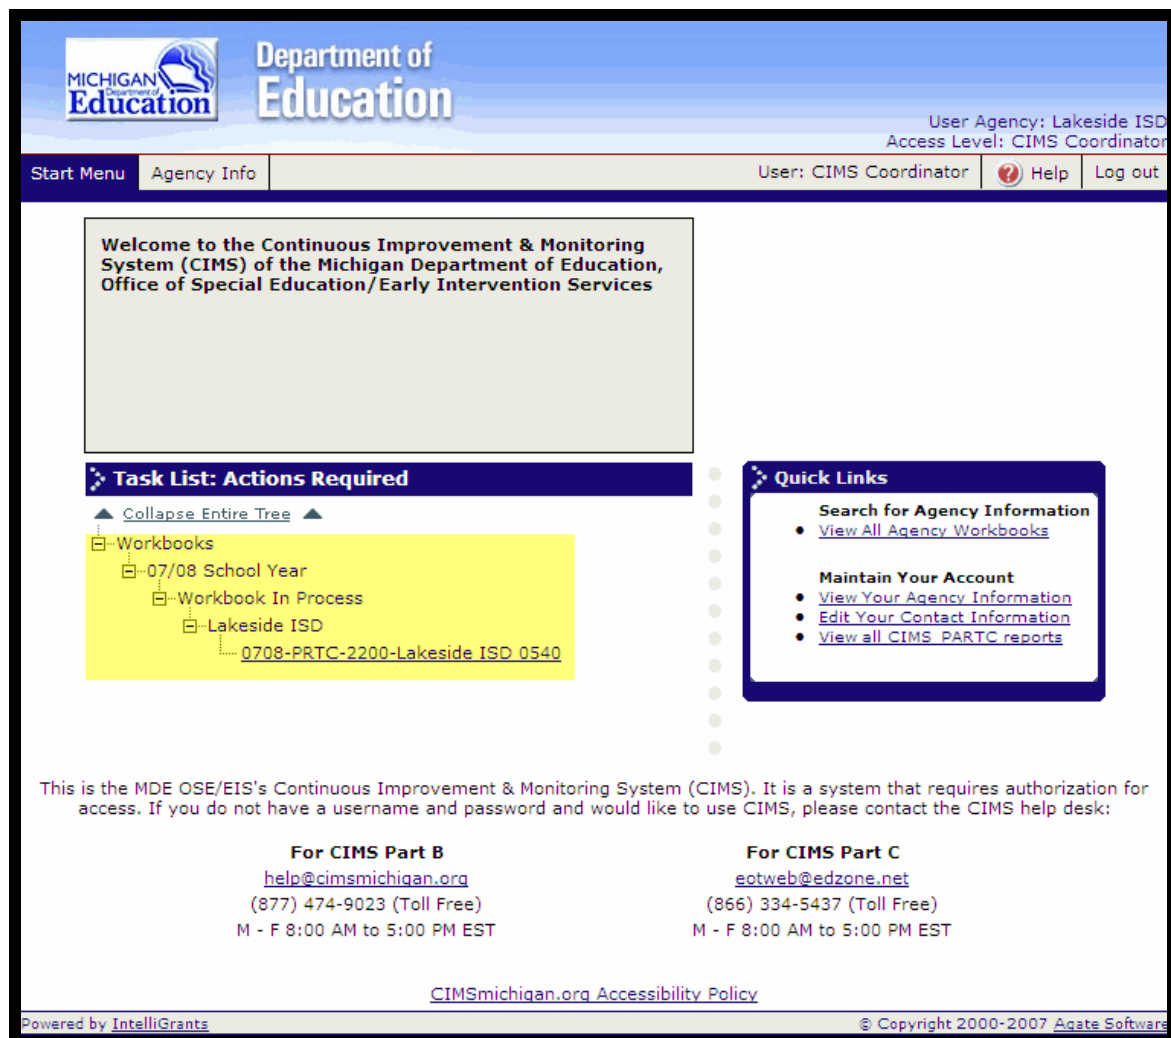 MICHIGAN
Department of
Education
Department of
Education
User Agency: Lakeside ISD
Access Level: CIMS Coordinator
Start Menu Agency Info User: CIMS Coordinator Help Log out
Welcome to the Continuous Improvement & Monitoring
System (CIMS) of the Michigan Department of Education,
Office of Special Education/Early Intervention Services
Task List: Actions Required
Collapse Entire Tree
Workbooks
07/08 School Year
Workbook In Process
Lakeside ISD
0708-PRTC-2200-Lakeside ISD 0540
Quick Links
Search for Agency Information
View All Agency Workbooks
Maintain Your Account
View Your Agency Information
Edit Your Contact Information
View all CIMS_PARTC reports
This is the MDE OSE/EIS's Continuous Improvement & Monitoring System (CIMS). It is a system that requires authorization for
access. If you do not have a username and password and would like to use CIMS, please contact the CIMS help desk:
For CIMS Part B
help@cimsmichigan.org
(877) 474-9023 (Toll Free)
M - F 8:00 AM to 5:00 PM EST
For CIMS Part C
eotweb@edzone.net
(866) 334-5437 (Toll Free)
M - F 8:00 AM to 5:00 PM EST
CIMSmichigan.org Accessibility Policy
Powered by IntelliGrants © Copyright 2000-2007 Agate Software